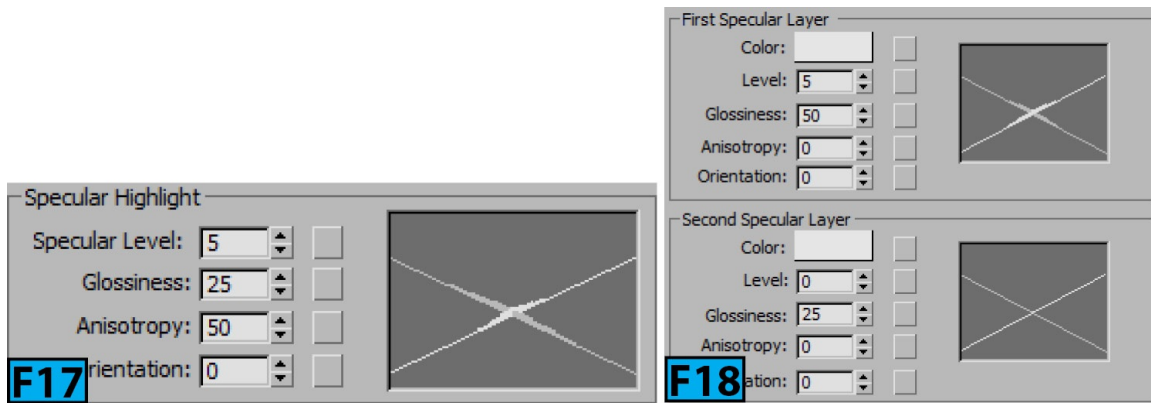 Specular Highlight
Specular Level: 5
Glossiness: 25
Anisotropy: 50
F17 rientation: 0
First Specular Layer
Color:
Level: 5
Glossiness: 50
Anisotropy: 0
Orientation: 0
Second Specular Layer
Color:
Level: 0
Glossiness: 25
Anisotropy: 0
F18 ation: 0